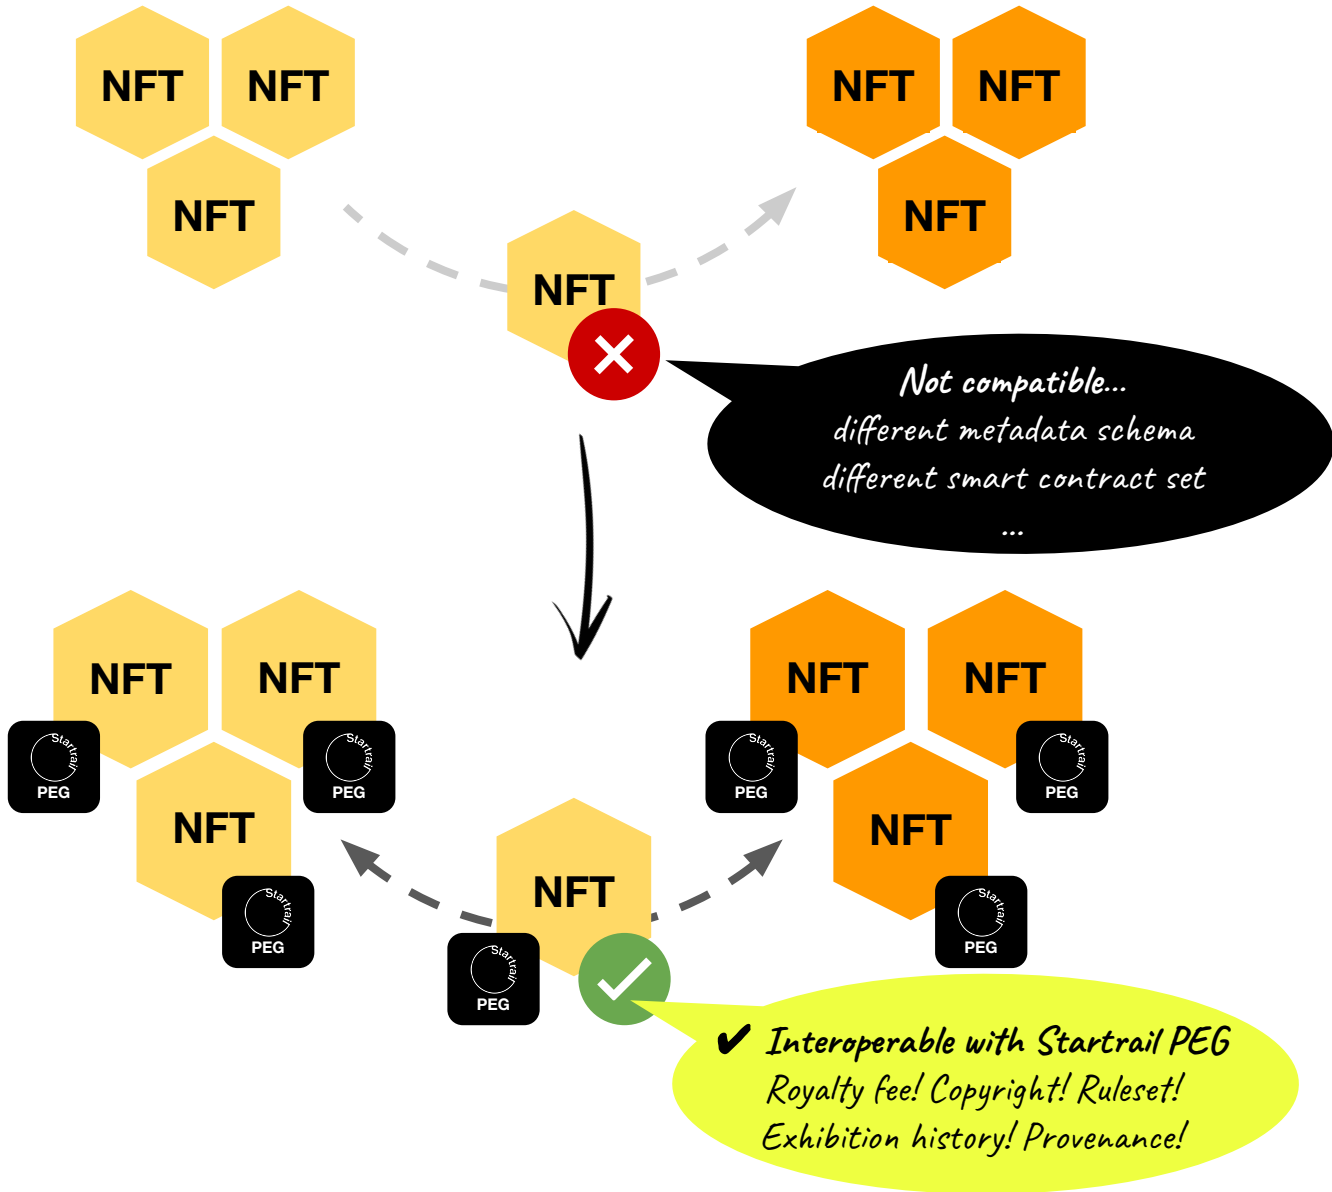 NFT
NFT
NFT
NFT
NFT
NFT
NFT
Not compatible...
different metadata schema
different smart contract set
...
NFT
NFT
NFT
NFT
Startrail
PEG
Startrail
PEG
Startrail
PEG
Startrail
PEG
NFT
NFT
NFT
Startrail
PEG
Startrail
PEG
Startrail
PEG
✔ Interoperable with Startrail PEG
Royalty fee! Copyright! Ruleset!
Exhibition history! Provenance!